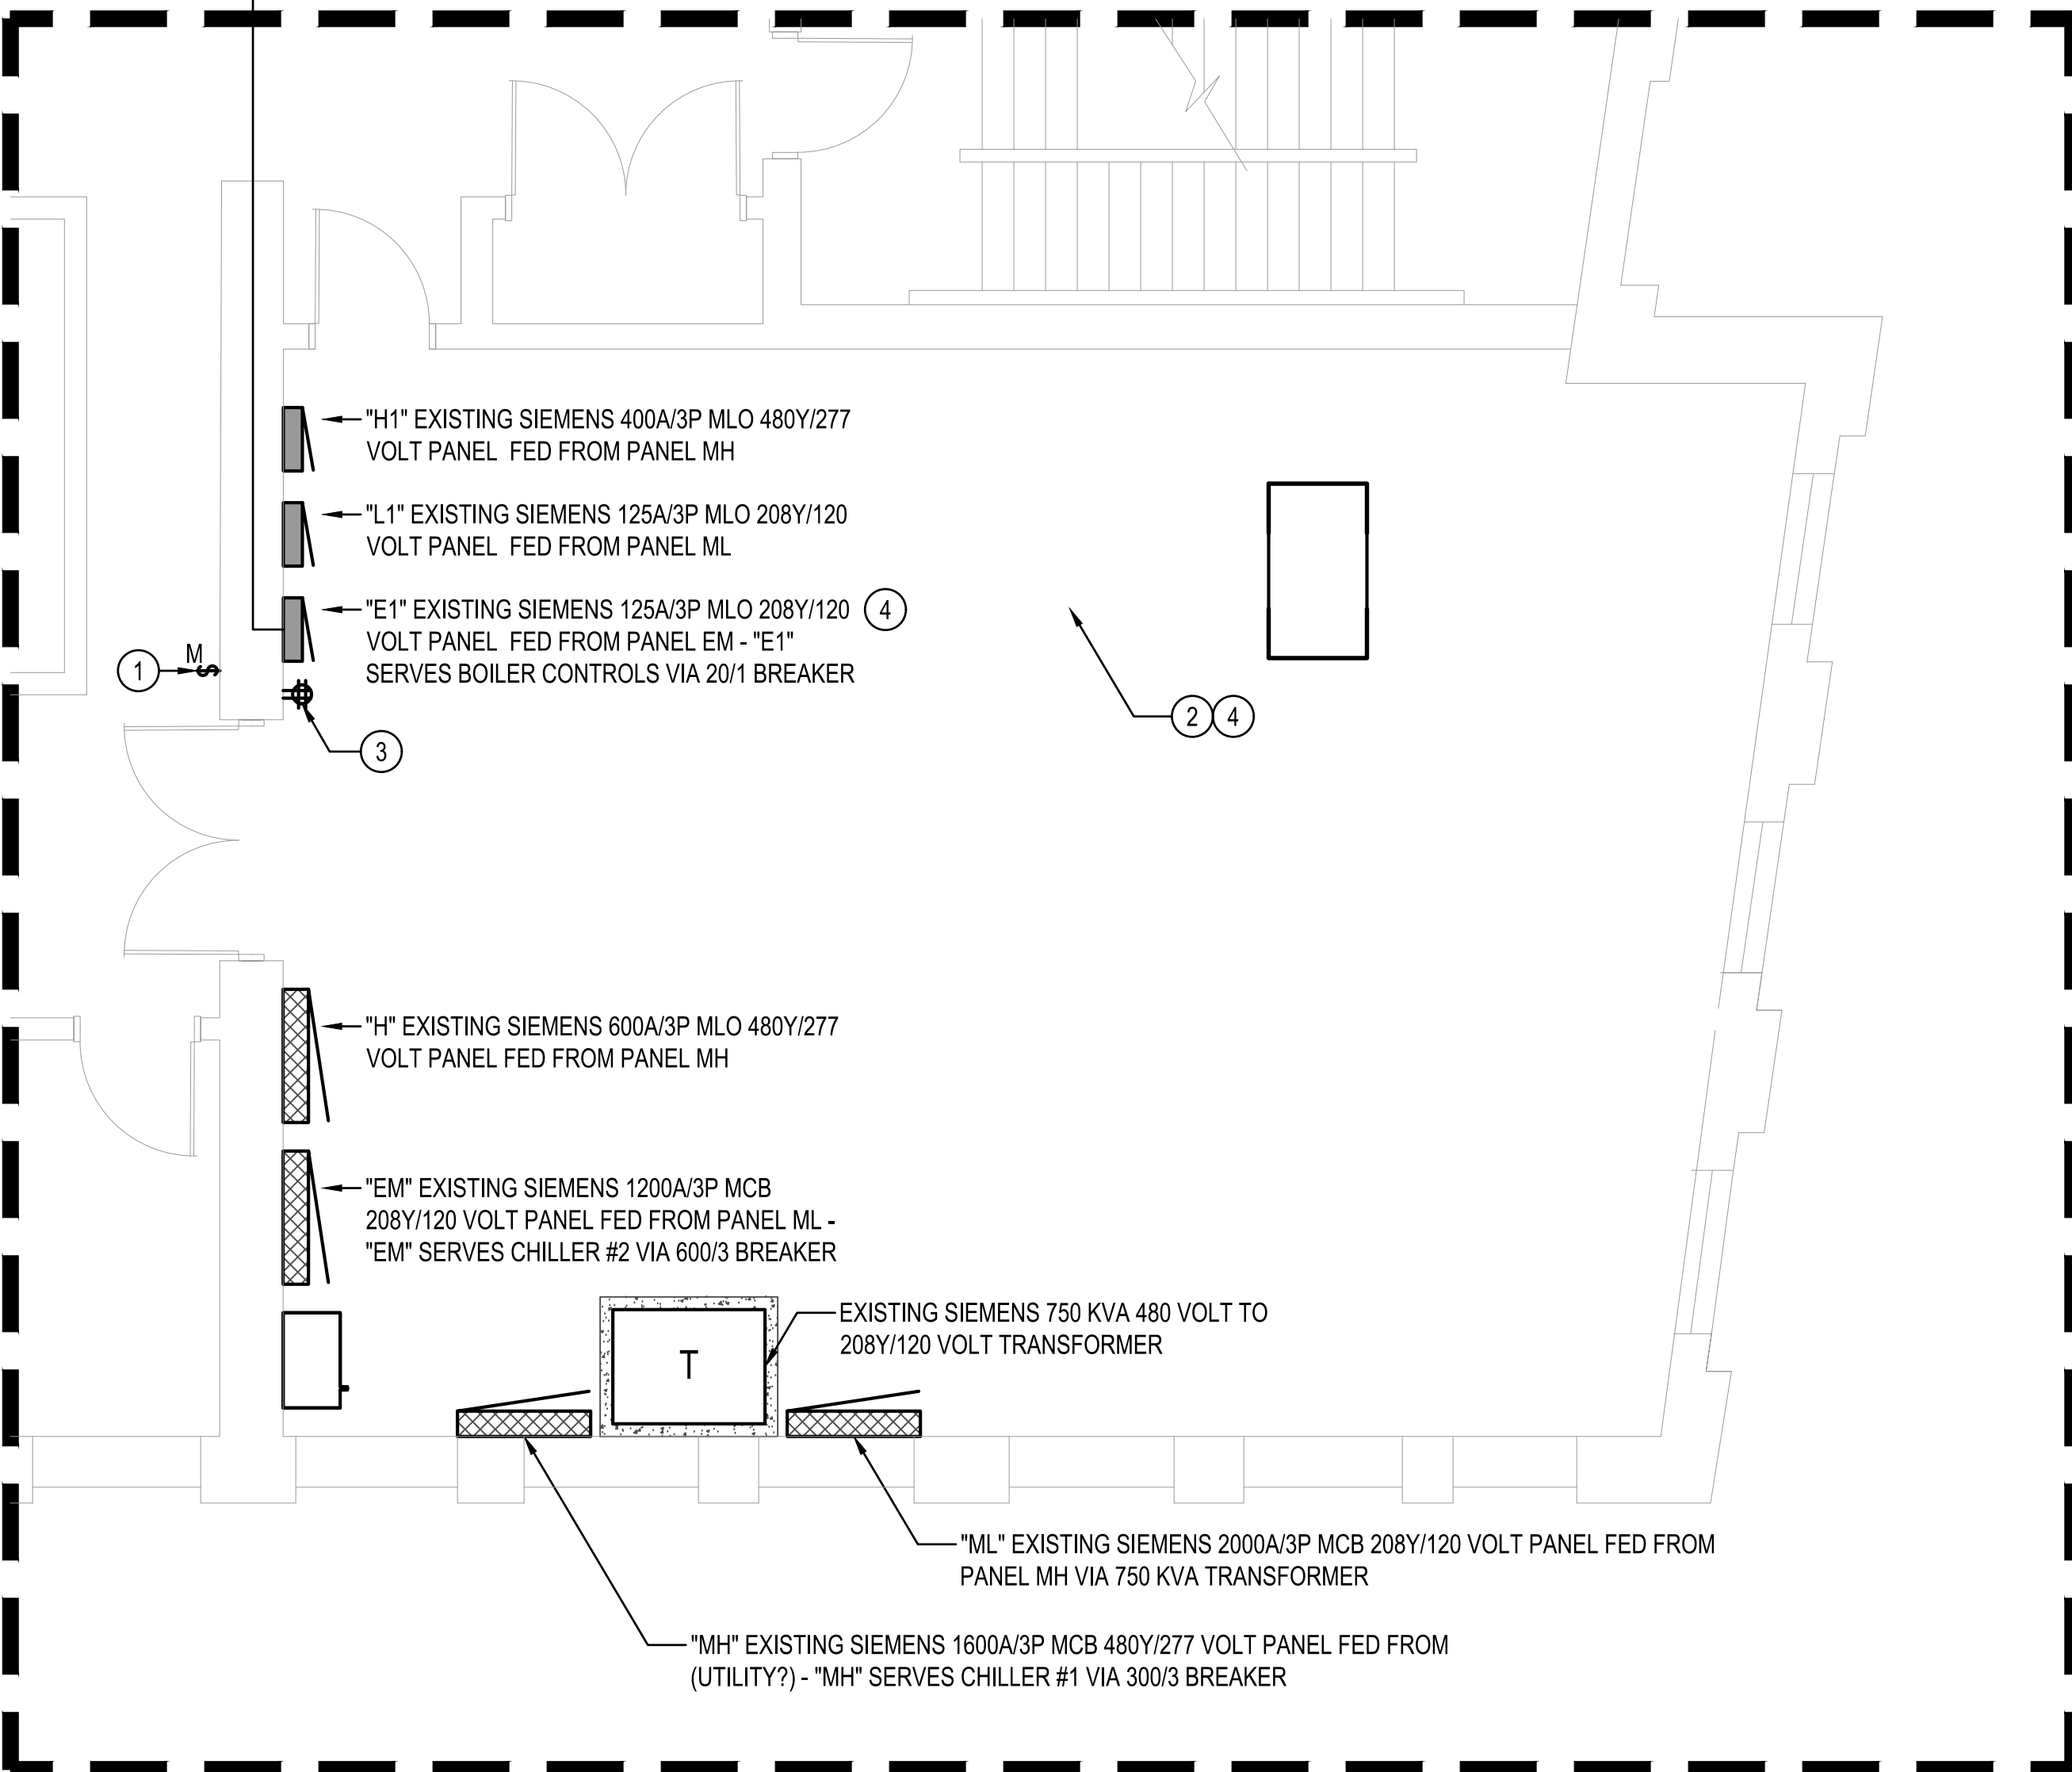 "H1" EXISTING SIEMENS 400A/3P MLO 480Y/277
VOLT PANEL  FED FROM PANEL MH
"L1" EXISTING SIEMENS 125A/3P MLO 208Y/120
VOLT PANEL  FED FROM PANEL ML
"E1" EXISTING SIEMENS 125A/3P MLO 208Y/120
4
VOLT PANEL  FED FROM PANEL EM - "E1"
SERVES BOILER CONTROLS VIA 20/1 BREAKER
M
1
$
2
4
3
"H" EXISTING SIEMENS 600A/3P MLO 480Y/277
VOLT PANEL FED FROM PANEL MH
"EM" EXISTING SIEMENS 1200A/3P MCB
208Y/120 VOLT PANEL FED FROM PANEL ML -
"EM" SERVES CHILLER #2 VIA 600/3 BREAKER
EXISTING SIEMENS 750 KVA 480 VOLT TO
208Y/120 VOLT TRANSFORMER
T
"ML" EXISTING SIEMENS 2000A/3P MCB 208Y/120 VOLT PANEL FED FROM
PANEL MH VIA 750 KVA TRANSFORMER
"MH" EXISTING SIEMENS 1600A/3P MCB 480Y/277 VOLT PANEL FED FROM
(UTILITY?) - "MH" SERVES CHILLER #1 VIA 300/3 BREAKER